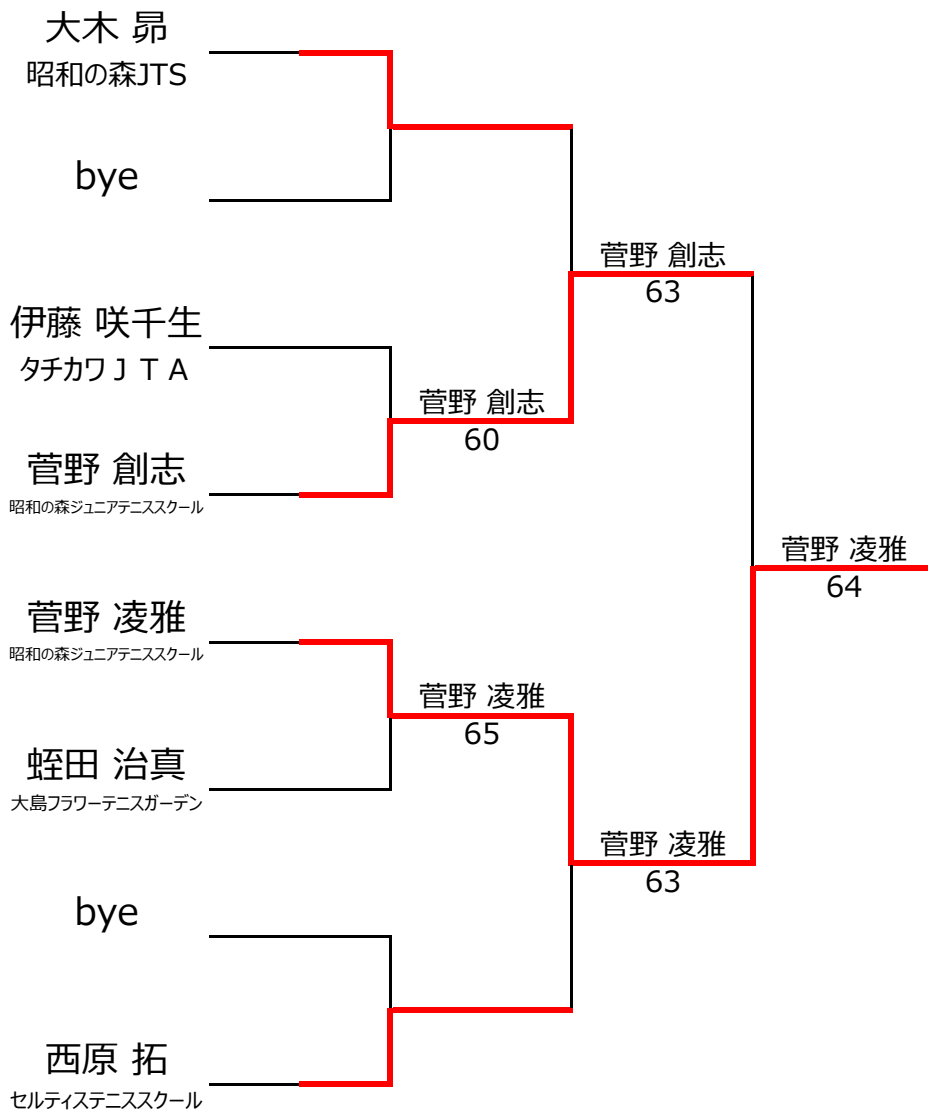 大木 昴
昭和の森JTS
bye
菅野 創志
63
伊藤 咲千生
タチカワＪＴＡ
菅野 創志
60
菅野 創志
昭和の森ジュニアテニススクール
菅野 凌雅
64
菅野 凌雅
昭和の森ジュニアテニススクール
菅野 凌雅
65
蛭田 治真
大島フラワーテニスガーデン
菅野 凌雅
63
bye
西原 拓
セルティステニススクール